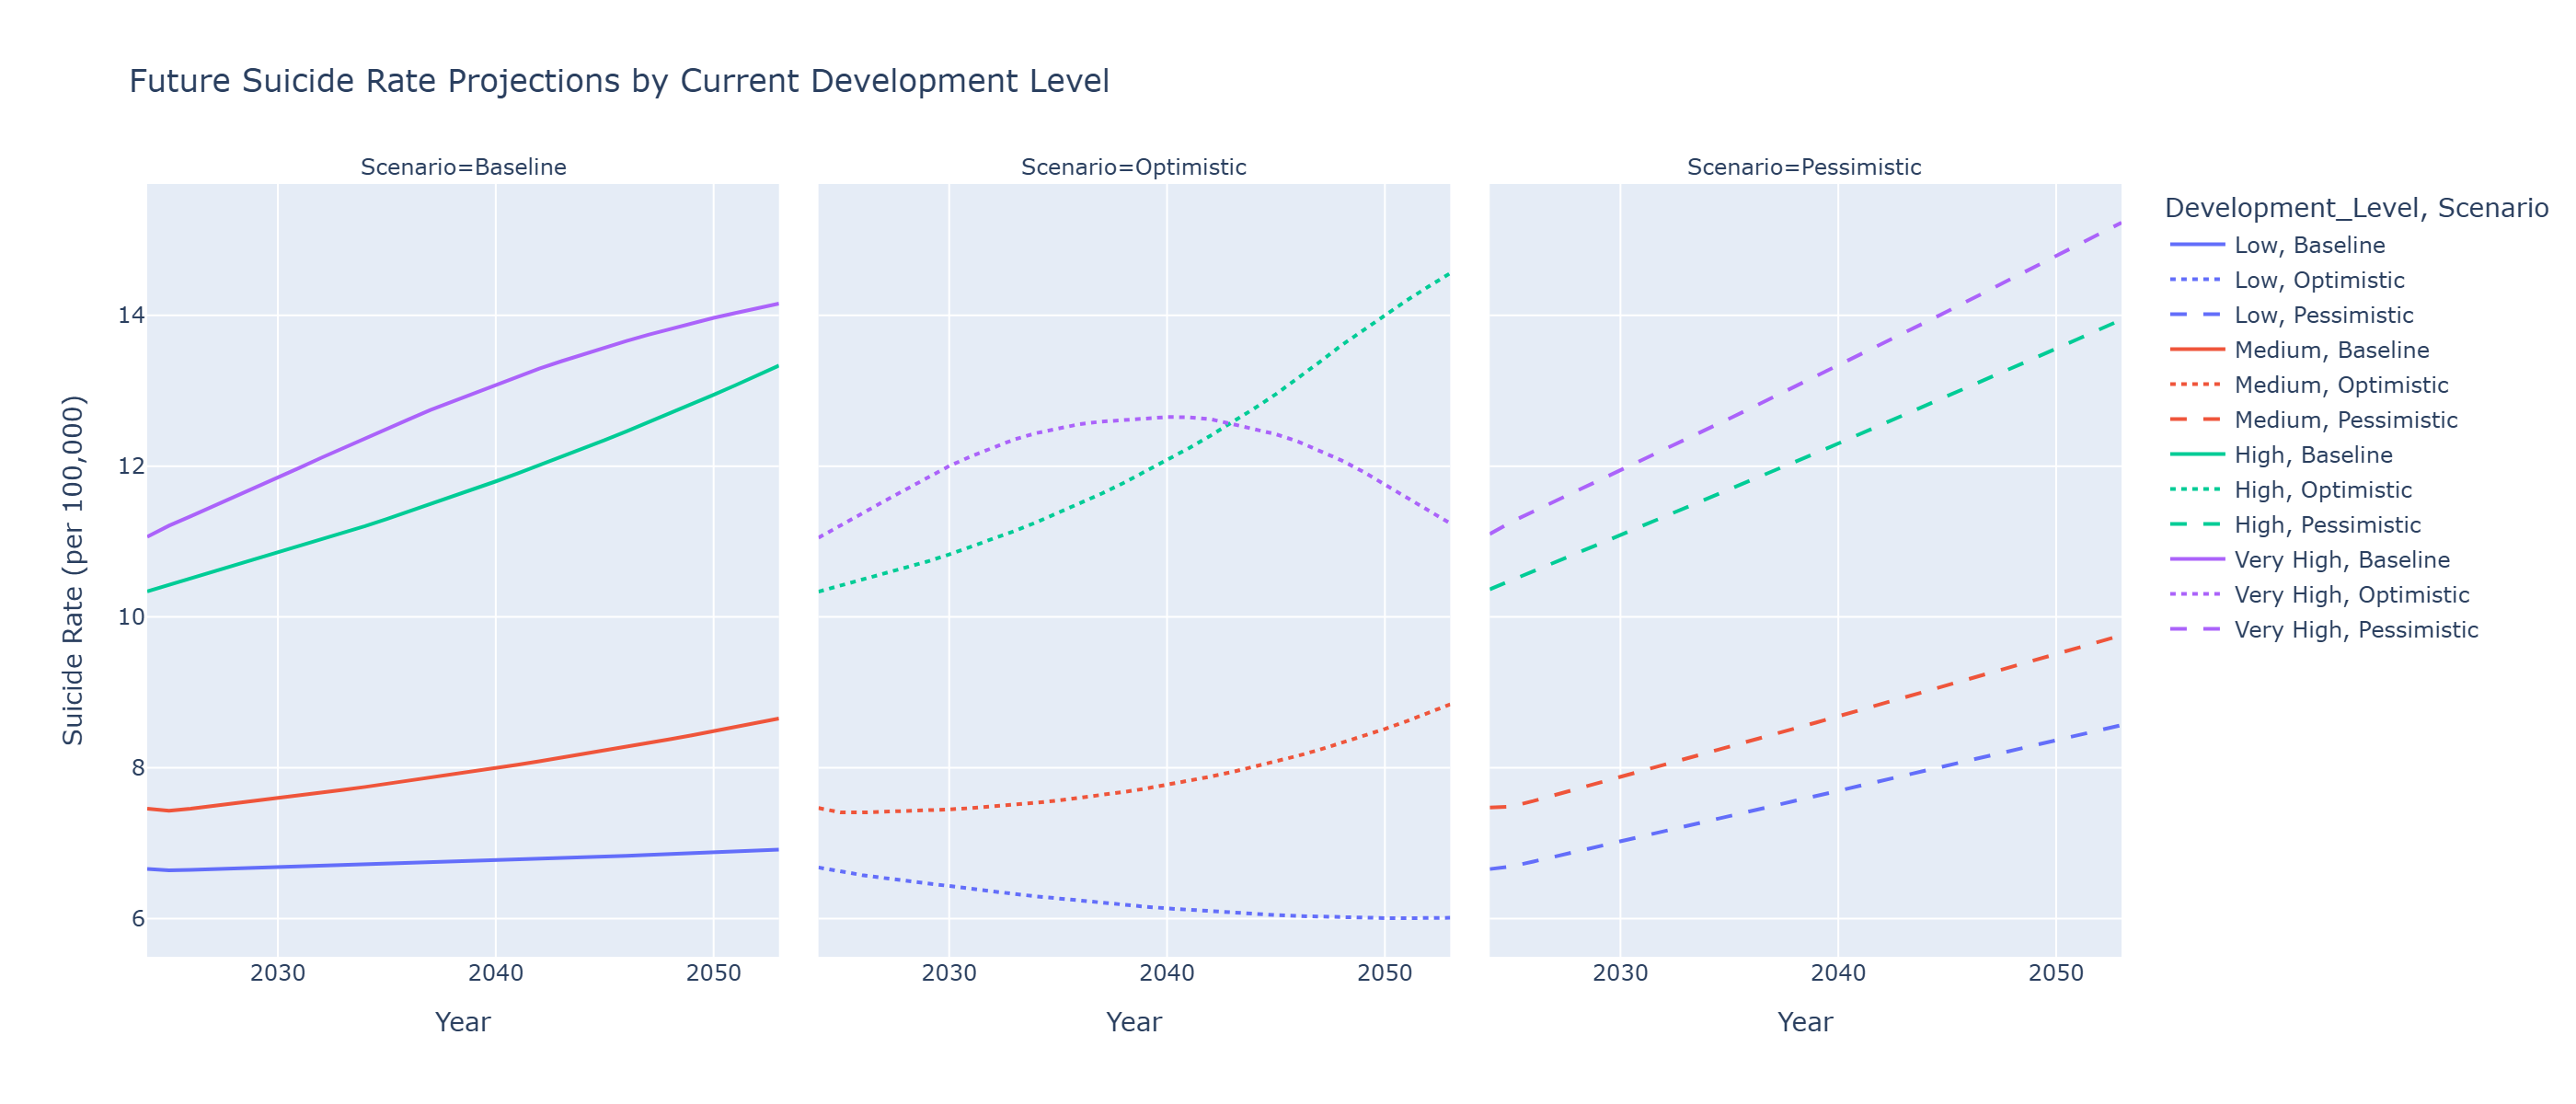 Future Suicide Rate Projections by Current Development Level
Scenario=Baseline
Scenario=Optimistic
Scenario=Pessimistic
Suicide Rate (per 100,000)
14
12
10
8
6
2030
2040
2050
2030
2040
2050
2030
2040
2050
Year
Year
Year
Development_Level, Scenario
Low, Baseline
Low, Optimistic
Low, Pessimistic
Medium, Baseline
Medium, Optimistic
Medium, Pessimistic
High, Baseline
High, Optimistic
High, Pessimistic
Very High, Baseline
Very High, Optimistic
Very High, Pessimistic